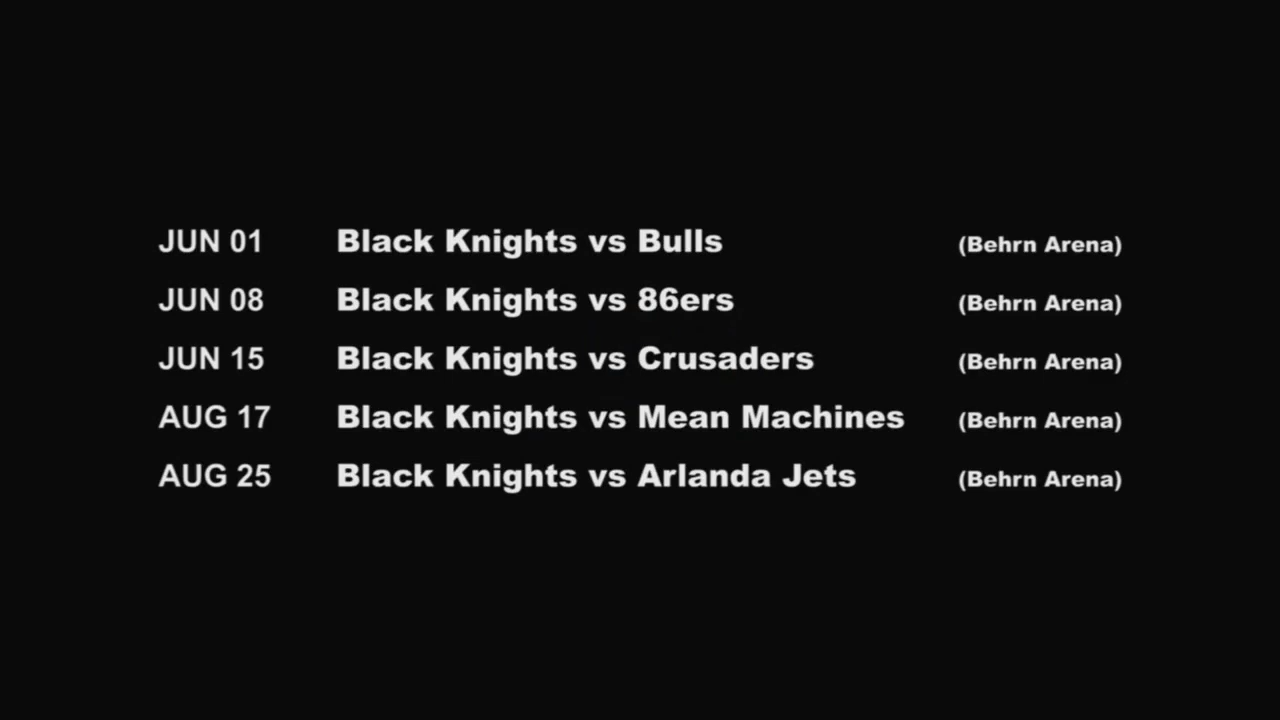 JUN 01 Black Knights vs Bulls (Behrn Arena)
JUN 08 Black Knights vs 86ers (Behrn Arena)
JUN 15 Black Knights vs Crusaders (Behrn Arena)
AUG 17 Black Knights vs Mean Machines (Behrn Arena)
AUG 25 Black Knights vs Arlanda Jets (Behrn Arena)